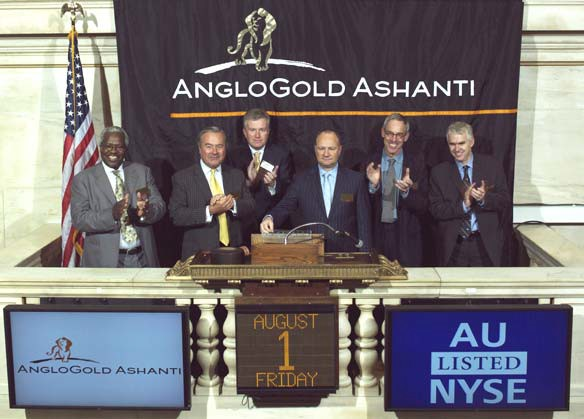 ANGLOGOLD ASHANTI
ANGLOGOLD ASHANTI
AUGUST
1
FRIDAY
AU
LISTED
NYSE